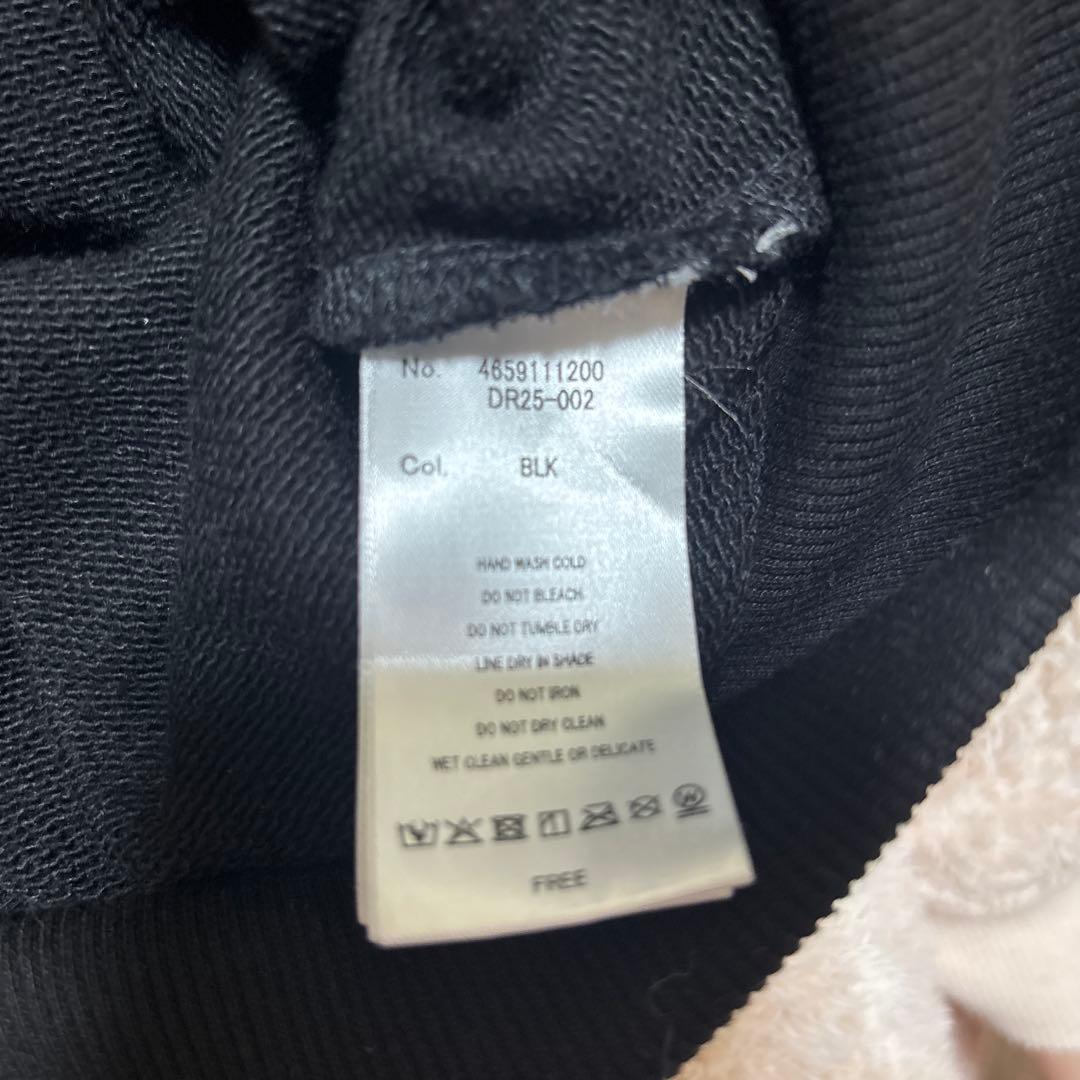 No. 4659111200
DR25-002
Col. BLK
HAND WASH COLD
DO NOT BLEACH
DO NOT TUMBLE DRY
LINE DRY IN SHADE
DO NOT IRON
DO NOT DRY CLEAN
WET CLEAN GENTLE OR DELICATE
FREE